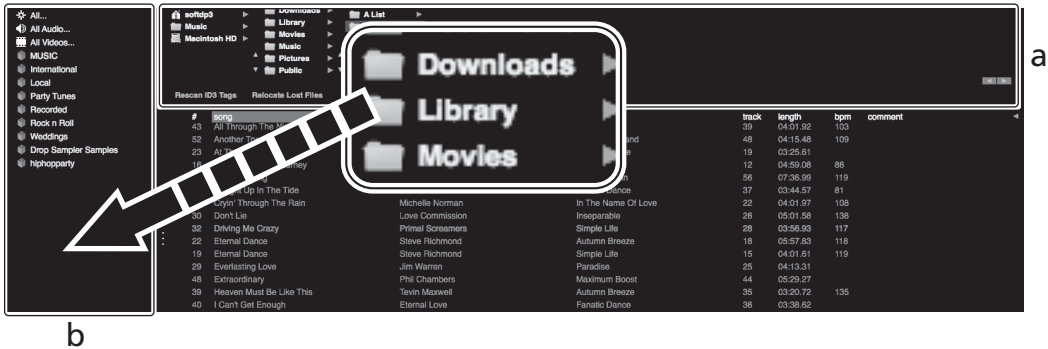 All...
All Audio...
All Videos...
MUSIC
International
Local
Party Tunes
Recorded
Rock n Roll
Weddings
Drop Sampler Samples
hiphopparty
softdp3
Music
Macintosh HD
Downloads
Library
Movies
Music
Pictures
Public
A List
Rescan ID3 Tags Relocate Lost Files
Downloads
Library
Movies
a
# song track length bpm comment
43 All Through The 39 04:01.92 103
52 Another 48 04:15.48 109
23 19 03:25.61
16 12 04:59.08 86
56 07:36.99 119
Up In The Tide Dance 37 03:44.57 81
Cryin' Through The Rain Michelle Norman In The Name Of Love 22 04:01.97 108
30 Don't Lie Love Commission Inseparable 26 05:01.58 138
32 Driving Me Crazy Primal Screamers Simple Life 28 03:56.93 117
22 Eternal Dance Steve Richmond Autumn Breeze 18 05:57.83 118
19 Eternal Dance Steve Richmond Simple Life 15 04:01.61 119
29 Everlasting Love Jim Warren Paradise 25 04:13.31
48 Extraordinary Phil Chambers Maximum Boost 44 05:29.27
39 Heaven Must Be Like This Tevin Maxwell Autumn Breeze 35 03:20.72 135
40 I Can't Get Enough Eternal Love Fanatic Dance 36 03:38.62
b